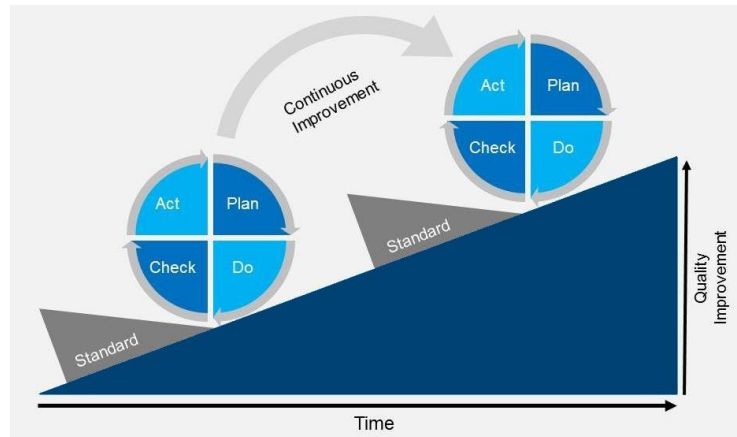 Continuous
Improvement
Act
Plan
Check
Do
Act
Plan
Check
Do
Standard
Standard
Quality
Improvement
Time